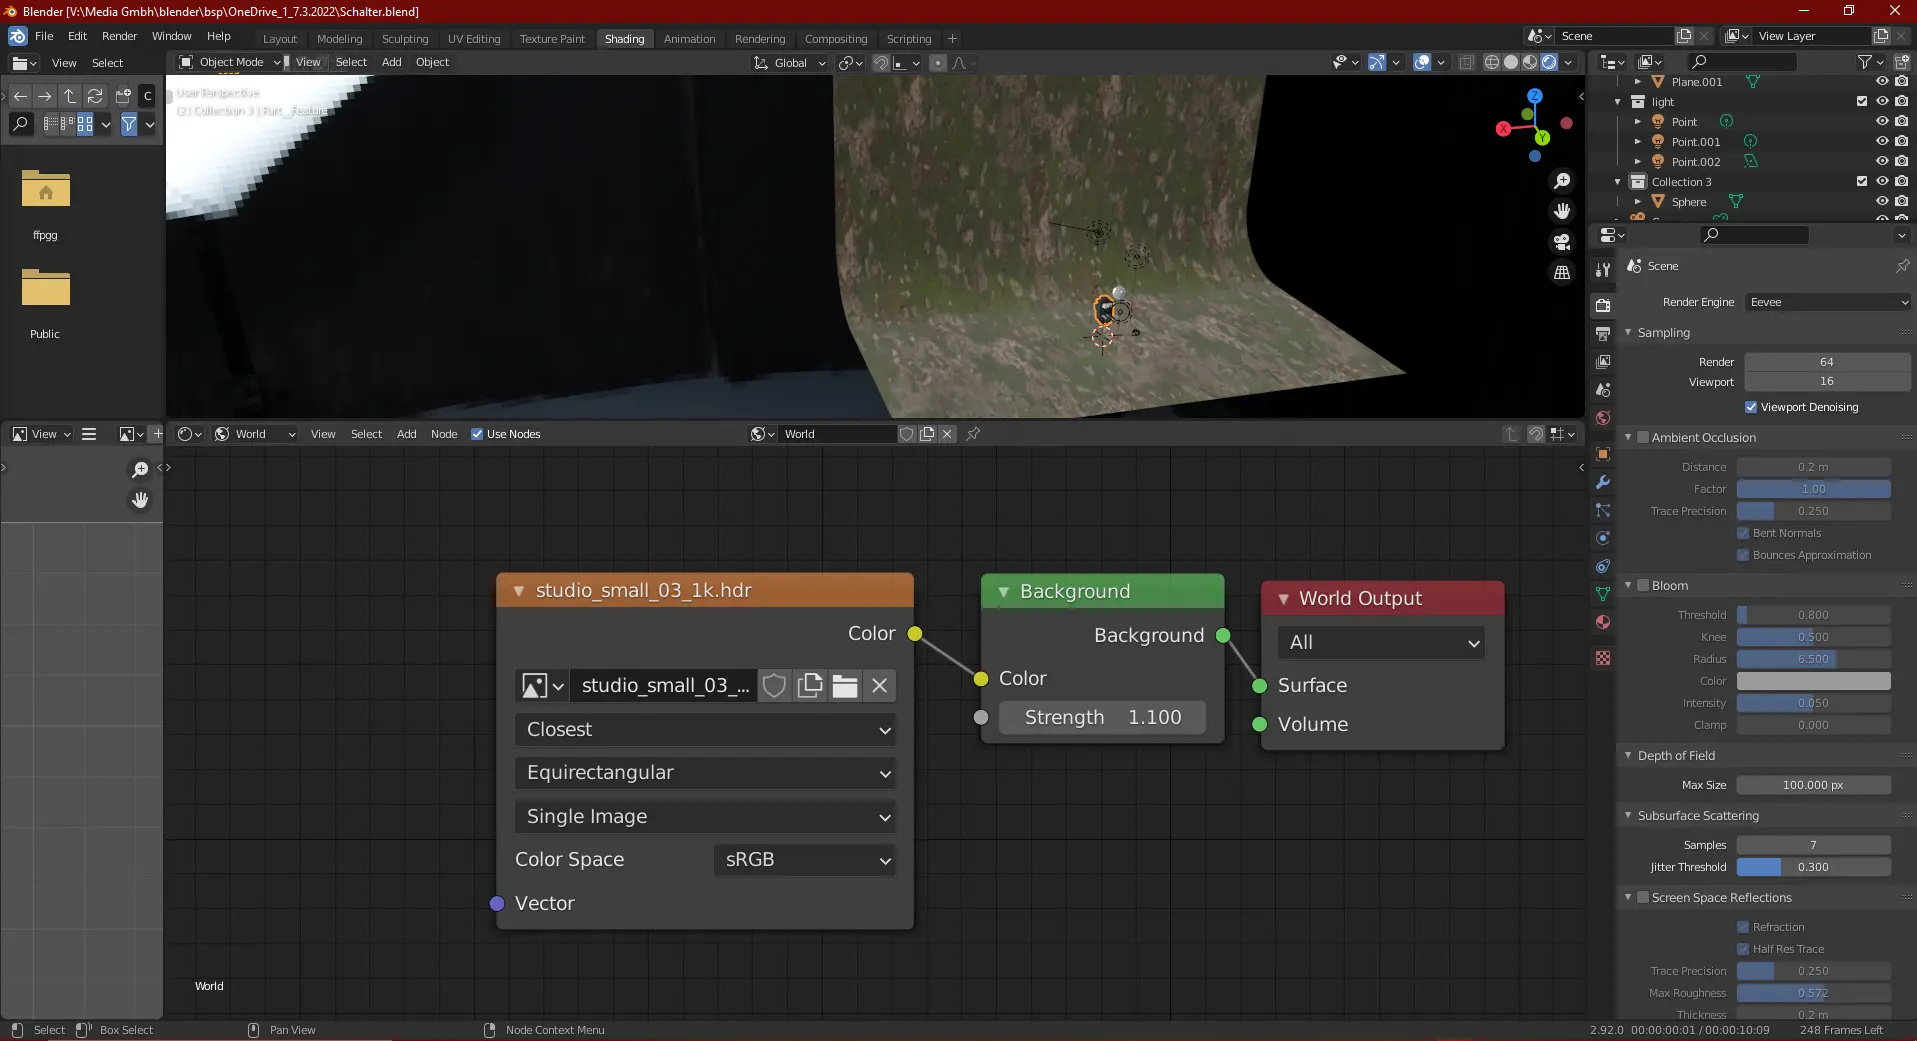 Blender [V:\Media Gmbh\blender\bsp\OneDrive_1_7.3.2022\Schalter.blend]
File Edit Render Window Help Layout Modeling Sculpting UV Editing Texture Paint Shading Animation Rendering Compositing Scripting + Scene View Layer
View Select Object Mode View Select Add Object Global
User Perspective
(2) Collection 3 | Part__Feature
C
ffpgg
Public
X
Y
Z
Plane.001
light
Point
Point.001
Point.002
Collection 3
Sphere
Scene
Render Engine Eevee
Sampling
Render 64
Viewport 16
Viewport Denoising
Ambient Occlusion
Distance 0.2 m
Factor 1.00
Trace Precision 0.250
Bent Normals
Bounces Approximation
Bloom
Threshold 0.800
Knee 0.500
Radius 6.500
Color
Intensity 0.050
Clamp 0.000
Depth of Field
Max Size 100.000 px
Subsurface Scattering
Samples 7
Jitter Threshold 0.300
Screen Space Reflections
Refraction
Half Res Trace
Trace Precision 0.250
Max Roughness 0.572
Thickness 0.2 m
View World View Select Add Node Use Nodes World
studio_small_03_1k.hdr
Color
studio_small_03_...
Closest
Equirectangular
Single Image
Color Space sRGB
Vector
Background
Background
Color
Strength 1.100
World Output
All
Surface
Volume
World
Select Box Select Pan View Node Context Menu 2.92.0 00:00:00:01 / 00:00:10:09 248 Frames Left